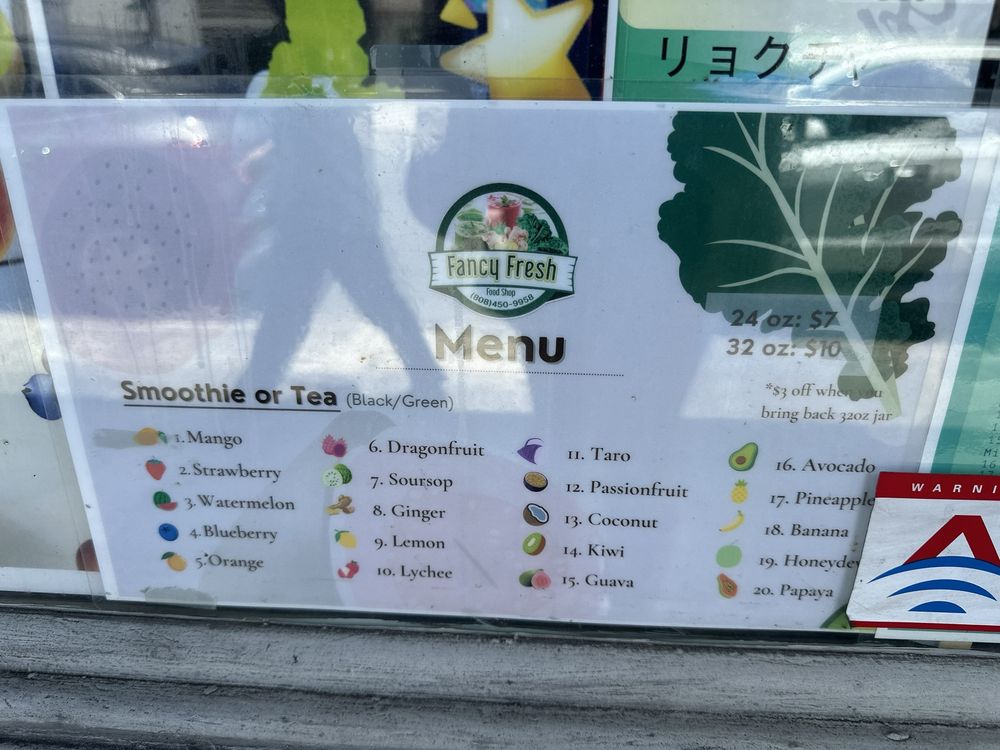 リョクチャ
Fancy Fresh
Food Shop
(808)450-9958
Menu
24 oz: $7
32 oz: $10
*$3 off when you
bring back 32oz jar
Smoothie or Tea (Black/Green)
1. Mango
2. Strawberry
3. Watermelon
4. Blueberry
5. Orange
6. Dragonfruit
7. Soursop
8. Ginger
9. Lemon
10. Lychee
11. Taro
12. Passionfruit
13. Coconut
14. Kiwi
15. Guava
16. Avocado
17. Pineapple
18. Banana
19. Honeydew
20. Papaya
WARNI